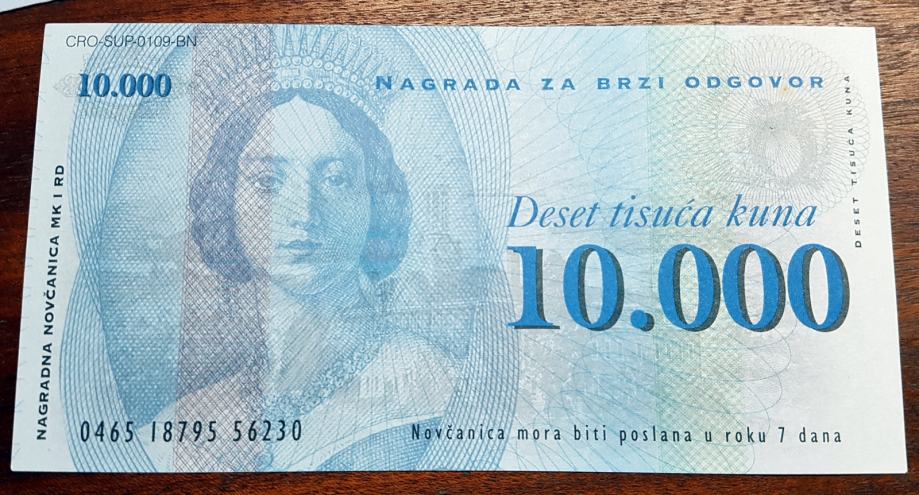 CRO-SUP-0109-BN
10.000
NAGRADA ZA BRZI ODGOVOR
NAGRADNA NOVČANICA MK I RD
DESET TISUĆA KUNA
Deset tisuća kuna
10.000
0465 18795 56230
Novčanica mora biti poslana u roku 7 dana